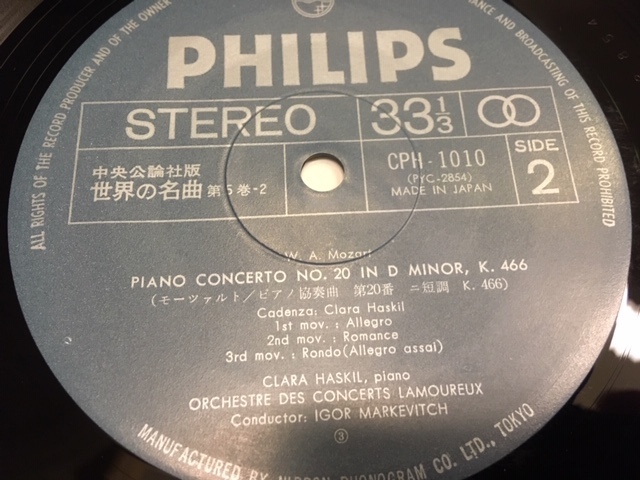 ALL RIGHTS OF THE RECORD PRODUCER AND OF THE OWNER
ANCE AND BROADCASTING OF THIS RECORD PROHIBITED
PHILIPS
STEREO
33 1/3
中央公論社版
世界の名曲 第5巻-2
CPH-1010
(PYC-2854)
MADE IN JAPAN
SIDE
2
W. A. Mozart
PIANO CONCERTO NO. 20 IN D MINOR, K. 466
(モーツァルト/ピアノ協奏曲 第20番 ニ短調 K. 466)
Cadenza: Clara Haskil
1st mov. : Allegro
2nd mov. : Romance
3rd mov. : Rondo(Allegro assai)
CLARA HASKIL, piano
ORCHESTRE DES CONCERTS LAMOUREUX
Conductor: IGOR MARKEVITCH
③
MANUFACTURED BY NIPPON PHONOGRAM CO. LTD., TOKYO